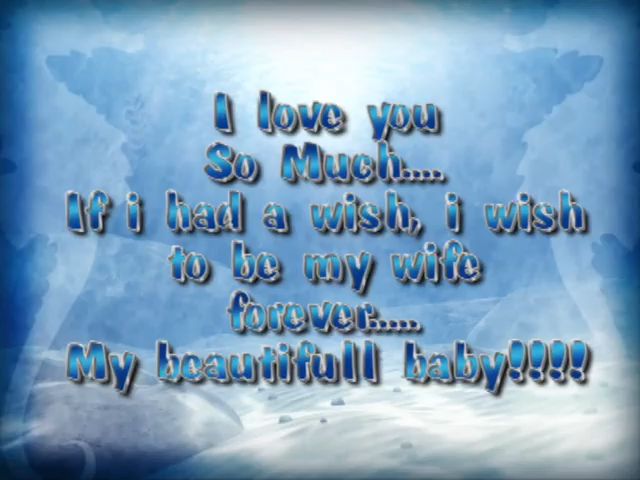 I love you
So Much....
If i had a wish, i wish
to be my wife
forever.....
My beautifull baby!!!!